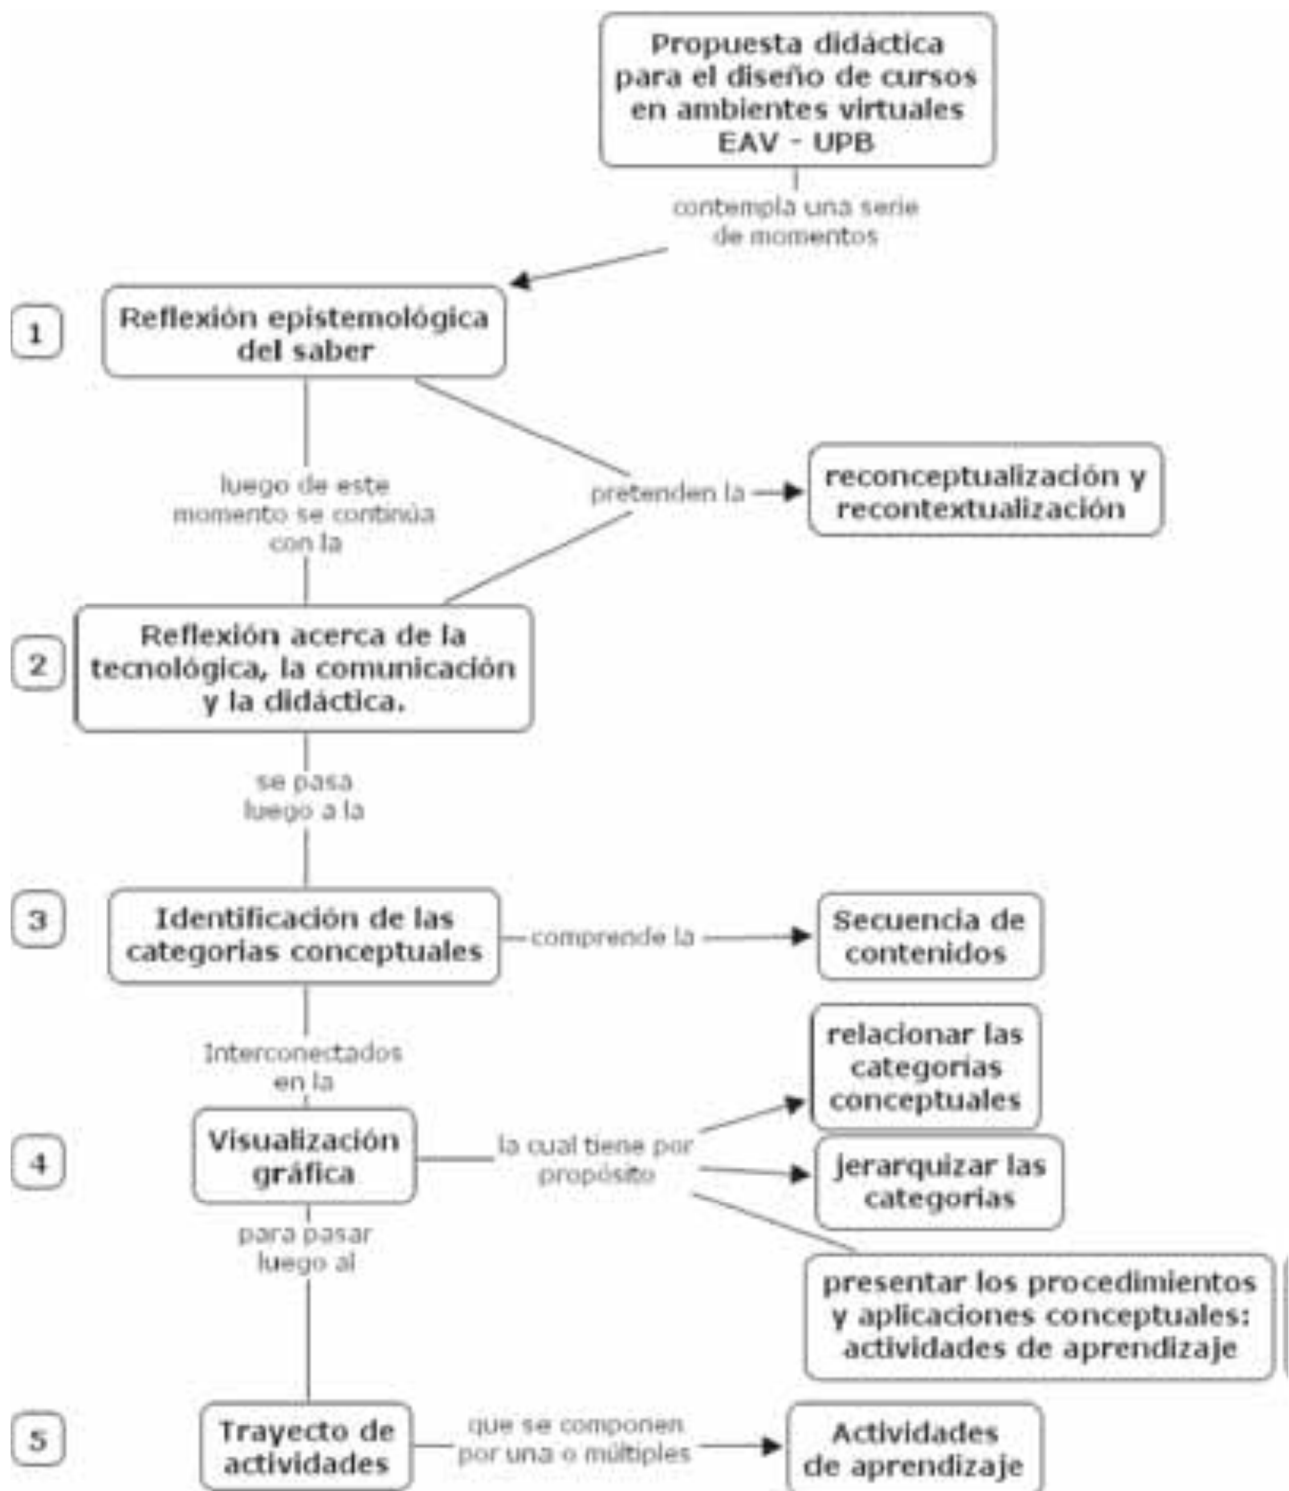 Propuesta didáctica
para el diseño de cursos
en ambientes virtuales
EAV - UPB
contempla una serie
de momentos
1
Reflexión epistemológica
del saber
luego de este
momento se continúa
con la
pretenden la
reconceptualización y
recontextualización
2
Reflexión acerca de la
tecnológica, la comunicación
y la didáctica.
se pasa
luego a la
3
Identificación de las
categorias conceptuales
comprende la
Secuencia de
contenidos
Interconectados
en la
4
Visualización
gráfica
la cual tiene por
propósito
relacionar las
categorías
conceptuales
jerarquizar las
categorias
presentar los procedimientos
y aplicaciones conceptuales:
actividades de aprendizaje
para pasar
luego al
5
Trayecto de
actividades
que se componen
por una o múltiples
Actividades
de aprendizaje